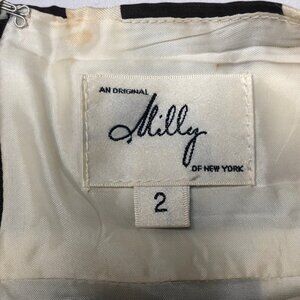 AN ORIGINAL
Milly
OF NEW YORK
2